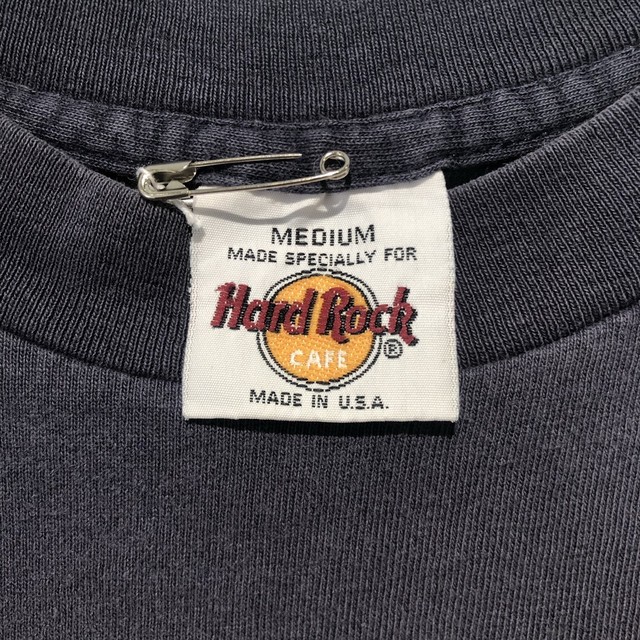 MEDIUM
MADE SPECIALLY FOR
Hard Rock
CAFE ®
MADE IN U.S.A.